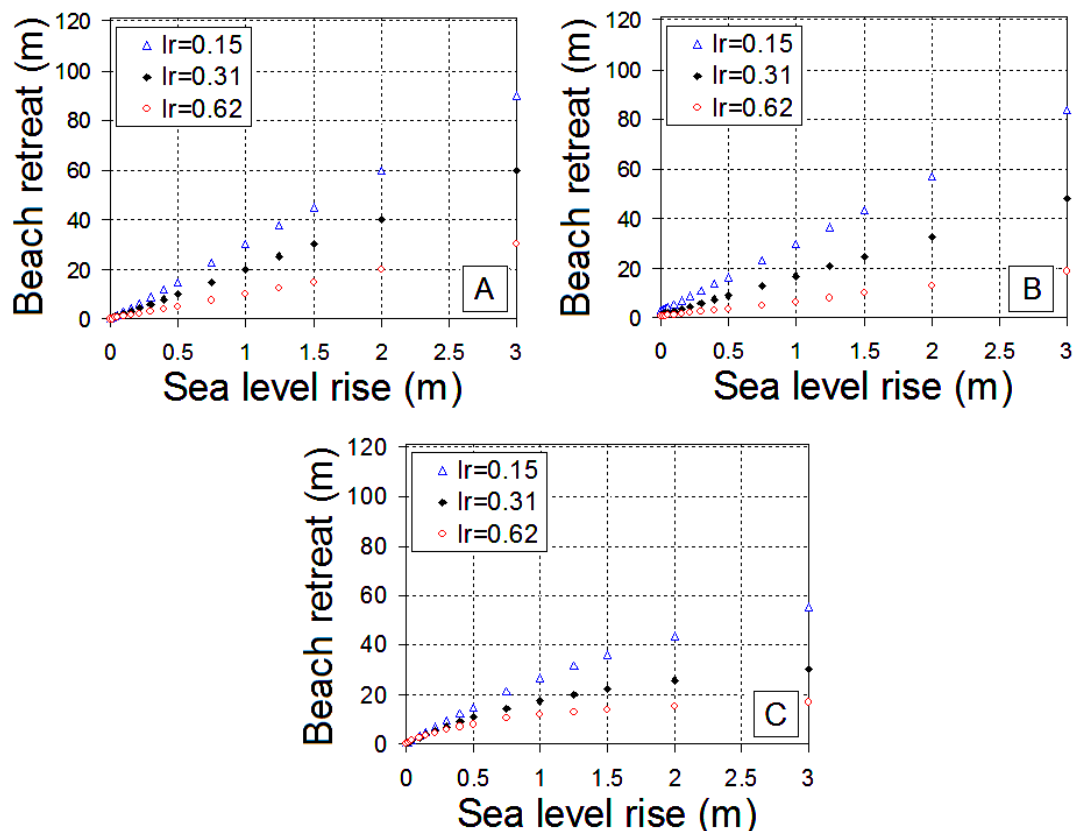 Beach retreat (m)
120
100
80
60
40
20
0
Ir=0.15
Ir=0.31
Ir=0.62
A
0 0.5 1 1.5 2 2.5 3
Sea level rise (m)
Beach retreat (m)
120
100
80
60
40
20
0
Ir=0.15
Ir=0.31
Ir=0.62
B
0 0.5 1 1.5 2 2.5 3
Sea level rise (m)
Beach retreat (m)
120
100
80
60
40
20
0
Ir=0.15
Ir=0.31
Ir=0.62
C
0 0.5 1 1.5 2 2.5 3
Sea level rise (m)